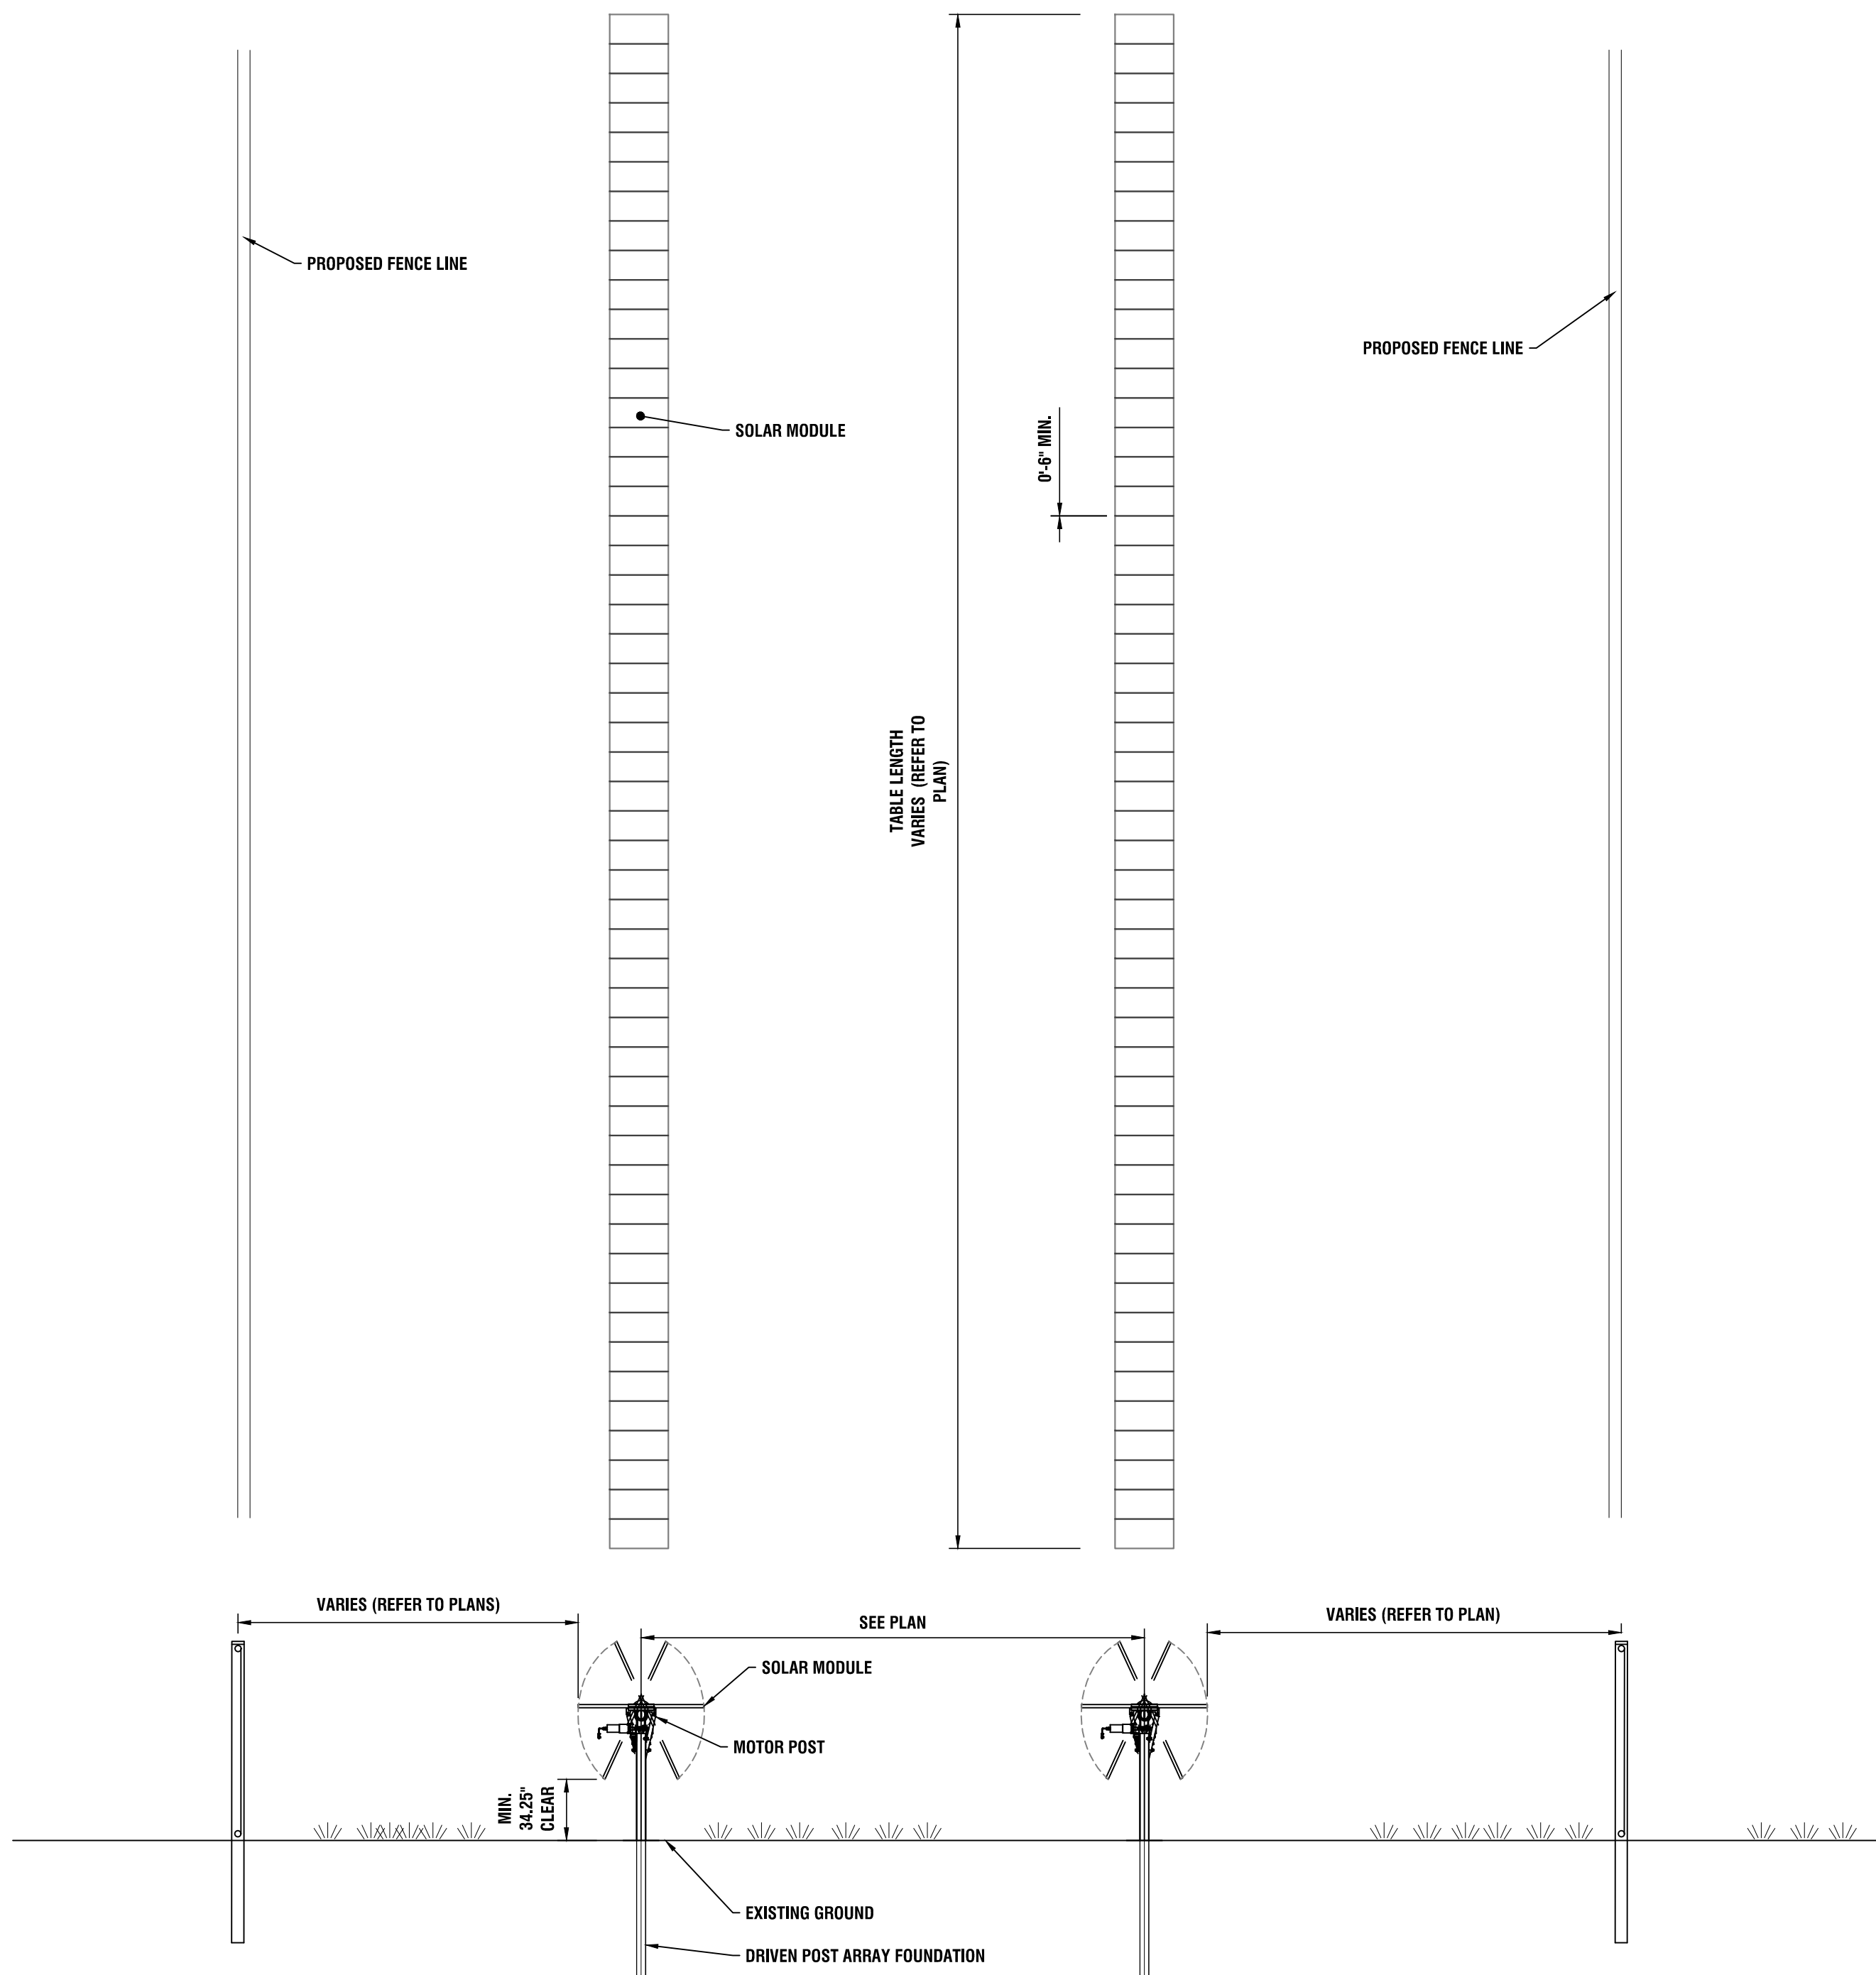 PROPOSED FENCE LINE
PROPOSED FENCE LINE
SOLAR MODULE
0'-6" MIN.
TABLE LENGTH
VARIES (REFER TO
PLAN)
VARIES (REFER TO PLANS)
SEE PLAN
VARIES (REFER TO PLAN)
SOLAR MODULE
MOTOR POST
MIN.
34.25"
CLEAR
EXISTING GROUND
DRIVEN POST ARRAY FOUNDATION